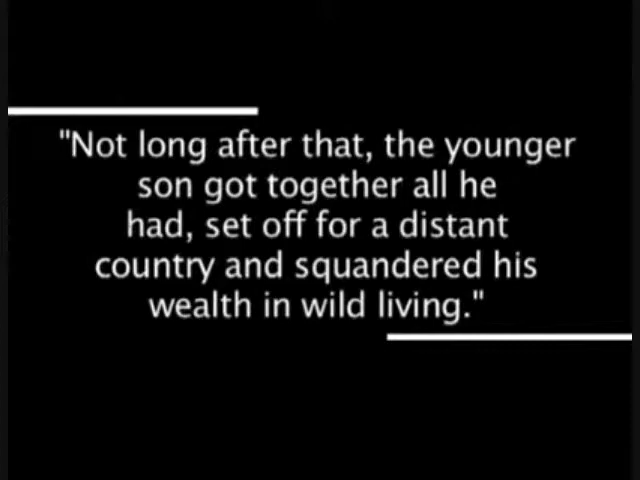 "Not long after that, the younger
son got together all he
had, set off for a distant
country and squandered his
wealth in wild living."